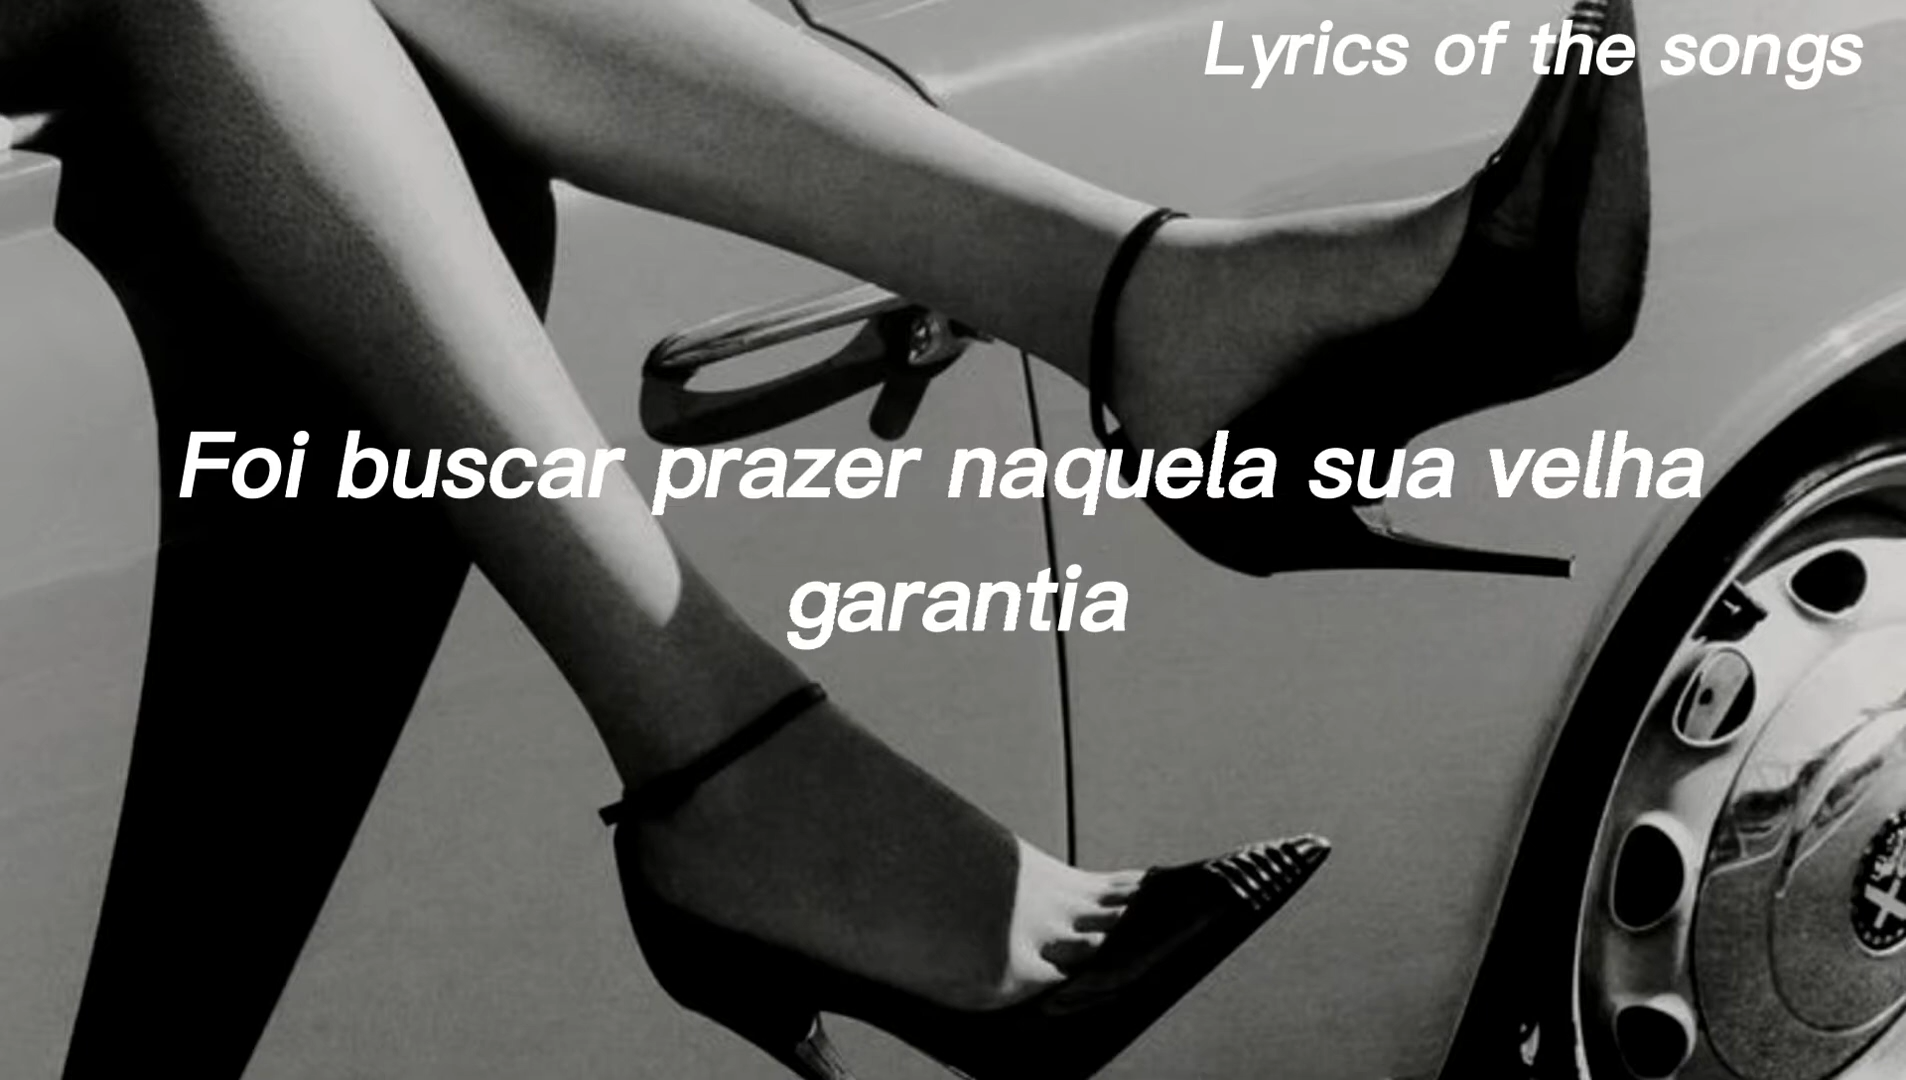 Lyrics of the songs
Foi buscar prazer naquela sua velha
garantia